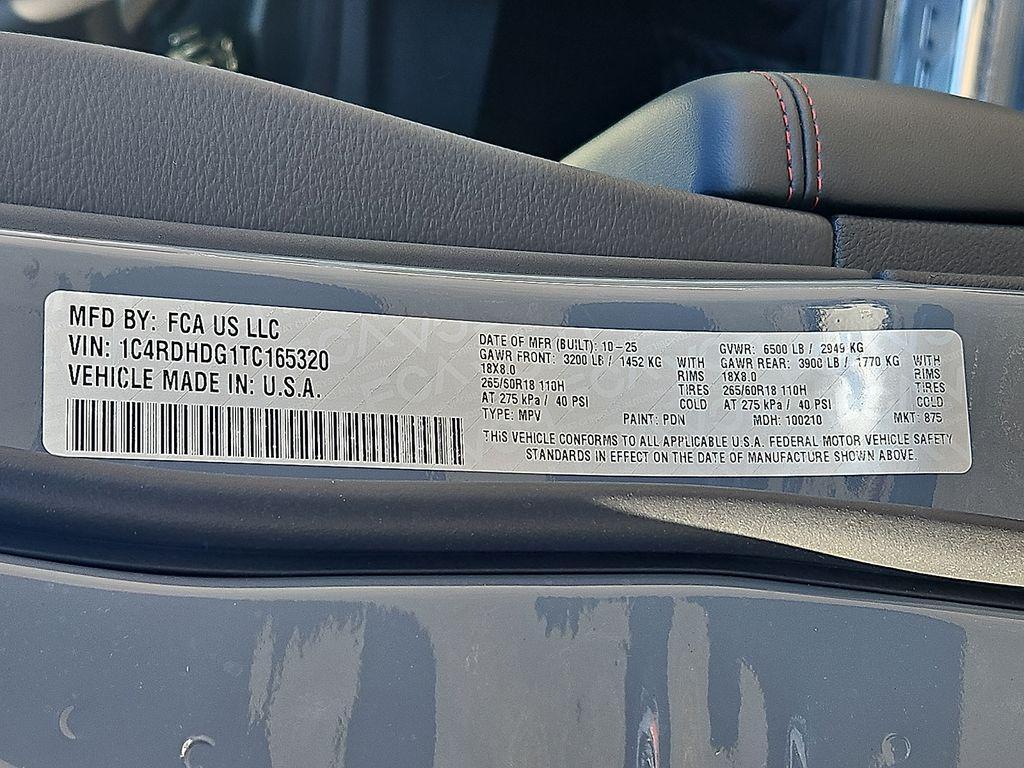 MFD BY: FCA US LLC
VIN: 1C4RDHDG1TC165320
VEHICLE MADE IN: U.S.A.
DATE OF MFR (BUILT): 10-25
GAWR FRONT: 3200 LB / 1452 KG WITH
18X8.0 RIMS
265/60R18 110H TIRES
AT 275 kPa / 40 PSI COLD
TYPE: MPV PAINT: PDN
GVWR: 6500 LB / 2949 KG
GAWR REAR: 3900 LB / 1770 KG WITH
18X8.0 RIMS
265/60R18 110H TIRES
AT 275 kPa / 40 PSI COLD
MDH: 100210 MKT: 875
THIS VEHICLE CONFORMS TO ALL APPLICABLE U.S.A. FEDERAL MOTOR VEHICLE SAFETY
STANDARDS IN EFFECT ON THE DATE OF MANUFACTURE SHOWN ABOVE.